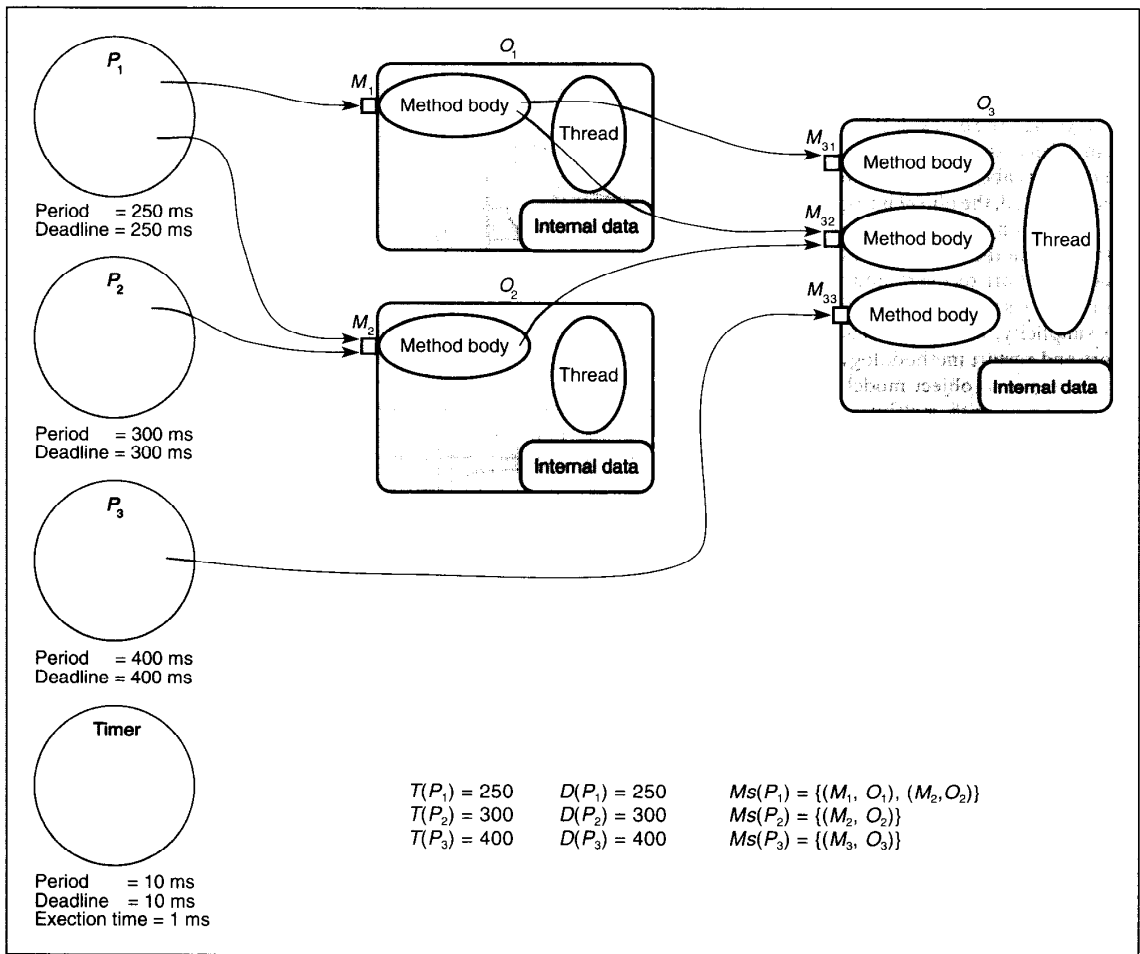 P1
Period = 250 ms
Deadline = 250 ms
P2
Period = 300 ms
Deadline = 300 ms
P3
Period = 400 ms
Deadline = 400 ms
Timer
Period = 10 ms
Deadline = 10 ms
Exection time = 1 ms
O1
M1
Method body
Thread
Internal data
O2
M2
Method body
Thread
Internal data
O3
M31
Method body
M32
Method body
M33
Method body
Thread
Internal data
T(P1) = 250 D(P1) = 250 Ms(P1) = {(M1, O1), (M2,O2)}
T(P2) = 300 D(P2) = 300 Ms(P2) = {(M2, O2)}
T(P3) = 400 D(P3) = 400 Ms(P3) = {(M3, O3)}